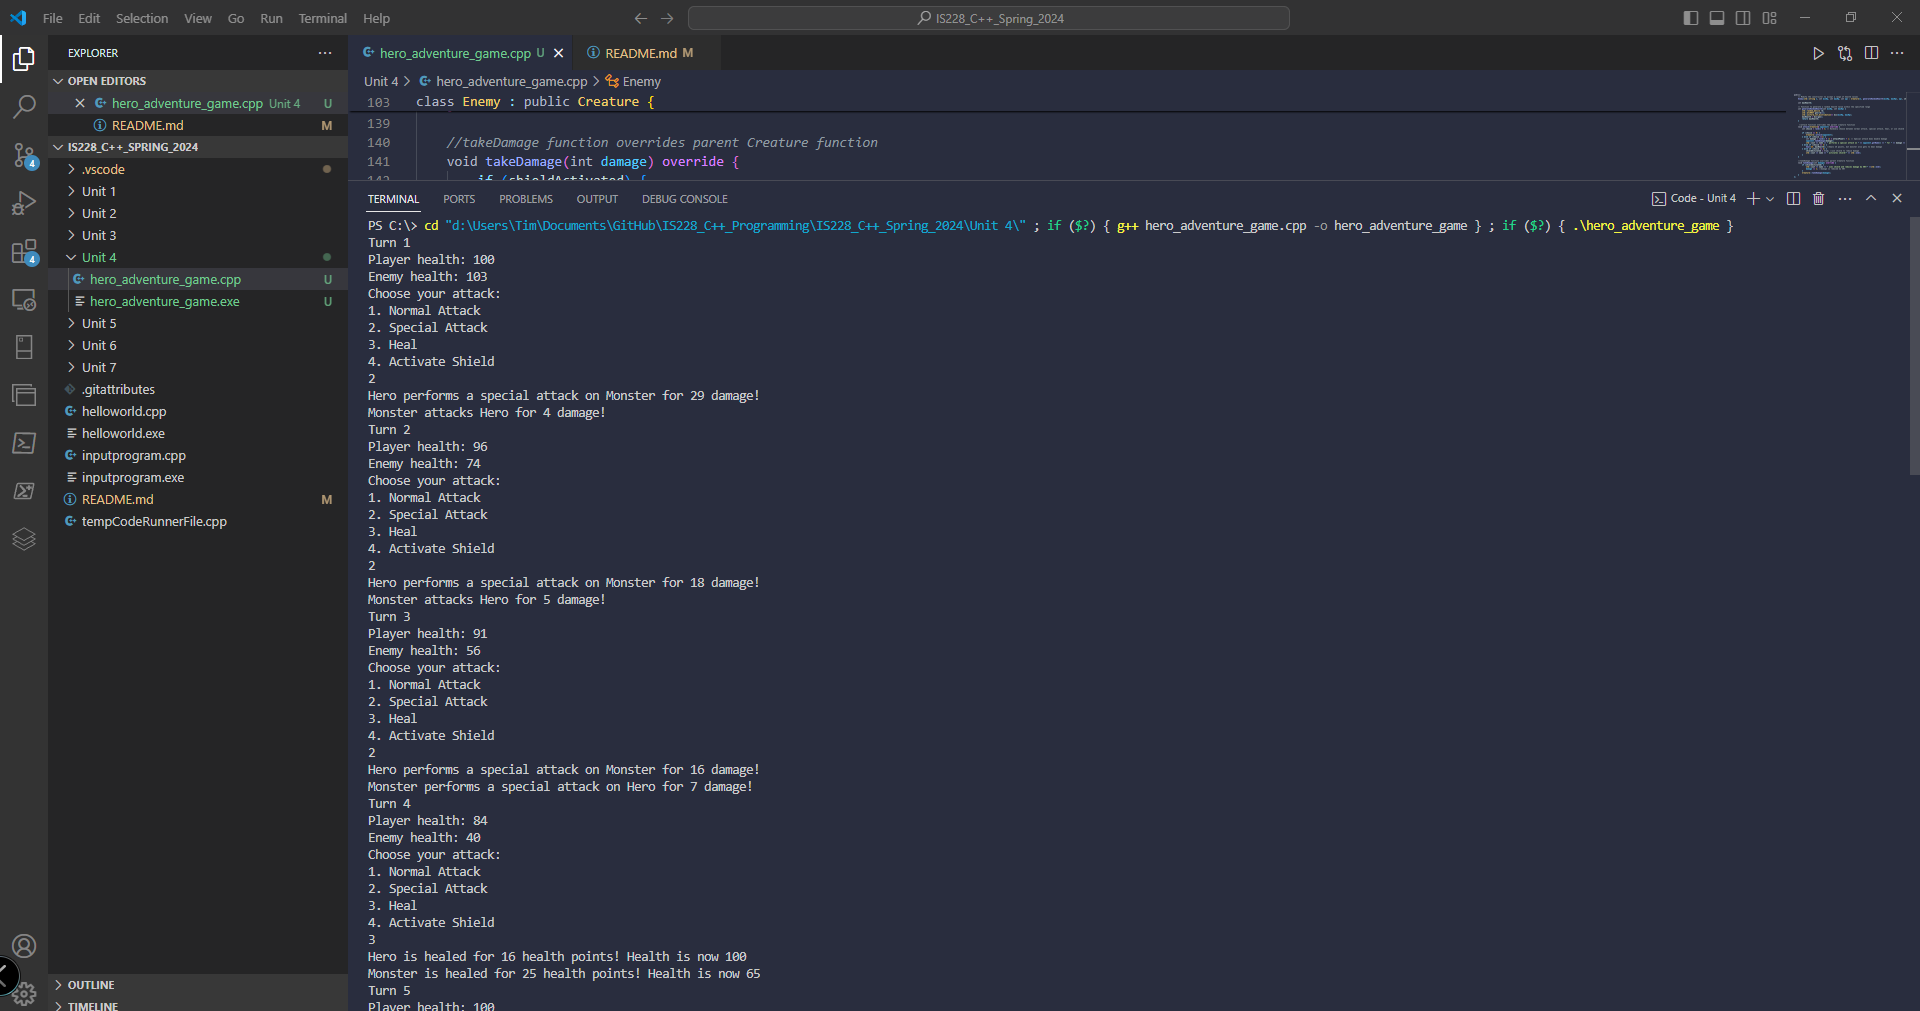 File Edit Selection View Go Run Terminal Help
IS228_C++_Spring_2024
EXPLORER
OPEN EDITORS
hero_adventure_game.cpp Unit 4 U
README.md M
IS228_C++_SPRING_2024
.vscode
Unit 1
Unit 2
Unit 3
Unit 4
hero_adventure_game.cpp U
hero_adventure_game.exe U
Unit 5
Unit 6
Unit 7
.gitattributes
helloworld.cpp
helloworld.exe
inputprogram.cpp
inputprogram.exe
README.md M
tempCodeRunnerFile.cpp
OUTLINE
TIMELINE
4
4
hero_adventure_game.cpp U
README.md M
Unit 4 > hero_adventure_game.cpp > Enemy
103 class Enemy : public Creature {
139
140 //takeDamage function overrides parent Creature function
141 void takeDamage(int damage) override {
142 if (shieldActivated) {
TERMINAL PORTS PROBLEMS OUTPUT DEBUG CONSOLE
Code - Unit 4
PS C:\> cd "d:\Users\Tim\Documents\GitHub\IS228_C++_Programming\IS228_C++_Spring_2024\Unit 4\" ; if ($?) { g++ hero_adventure_game.cpp -o hero_adventure_game } ; if ($?) { .\hero_adventure_game }
Turn 1
Player health: 100
Enemy health: 103
Choose your attack:
1. Normal Attack
2. Special Attack
3. Heal
4. Activate Shield
2
Hero performs a special attack on Monster for 29 damage!
Monster attacks Hero for 4 damage!
Turn 2
Player health: 96
Enemy health: 74
Choose your attack:
1. Normal Attack
2. Special Attack
3. Heal
4. Activate Shield
2
Hero performs a special attack on Monster for 18 damage!
Monster attacks Hero for 5 damage!
Turn 3
Player health: 91
Enemy health: 56
Choose your attack:
1. Normal Attack
2. Special Attack
3. Heal
4. Activate Shield
2
Hero performs a special attack on Monster for 16 damage!
Monster performs a special attack on Hero for 7 damage!
Turn 4
Player health: 84
Enemy health: 40
Choose your attack:
1. Normal Attack
2. Special Attack
3. Heal
4. Activate Shield
3
Hero is healed for 16 health points! Health is now 100
Monster is healed for 25 health points! Health is now 65
Turn 5
Player health: 100